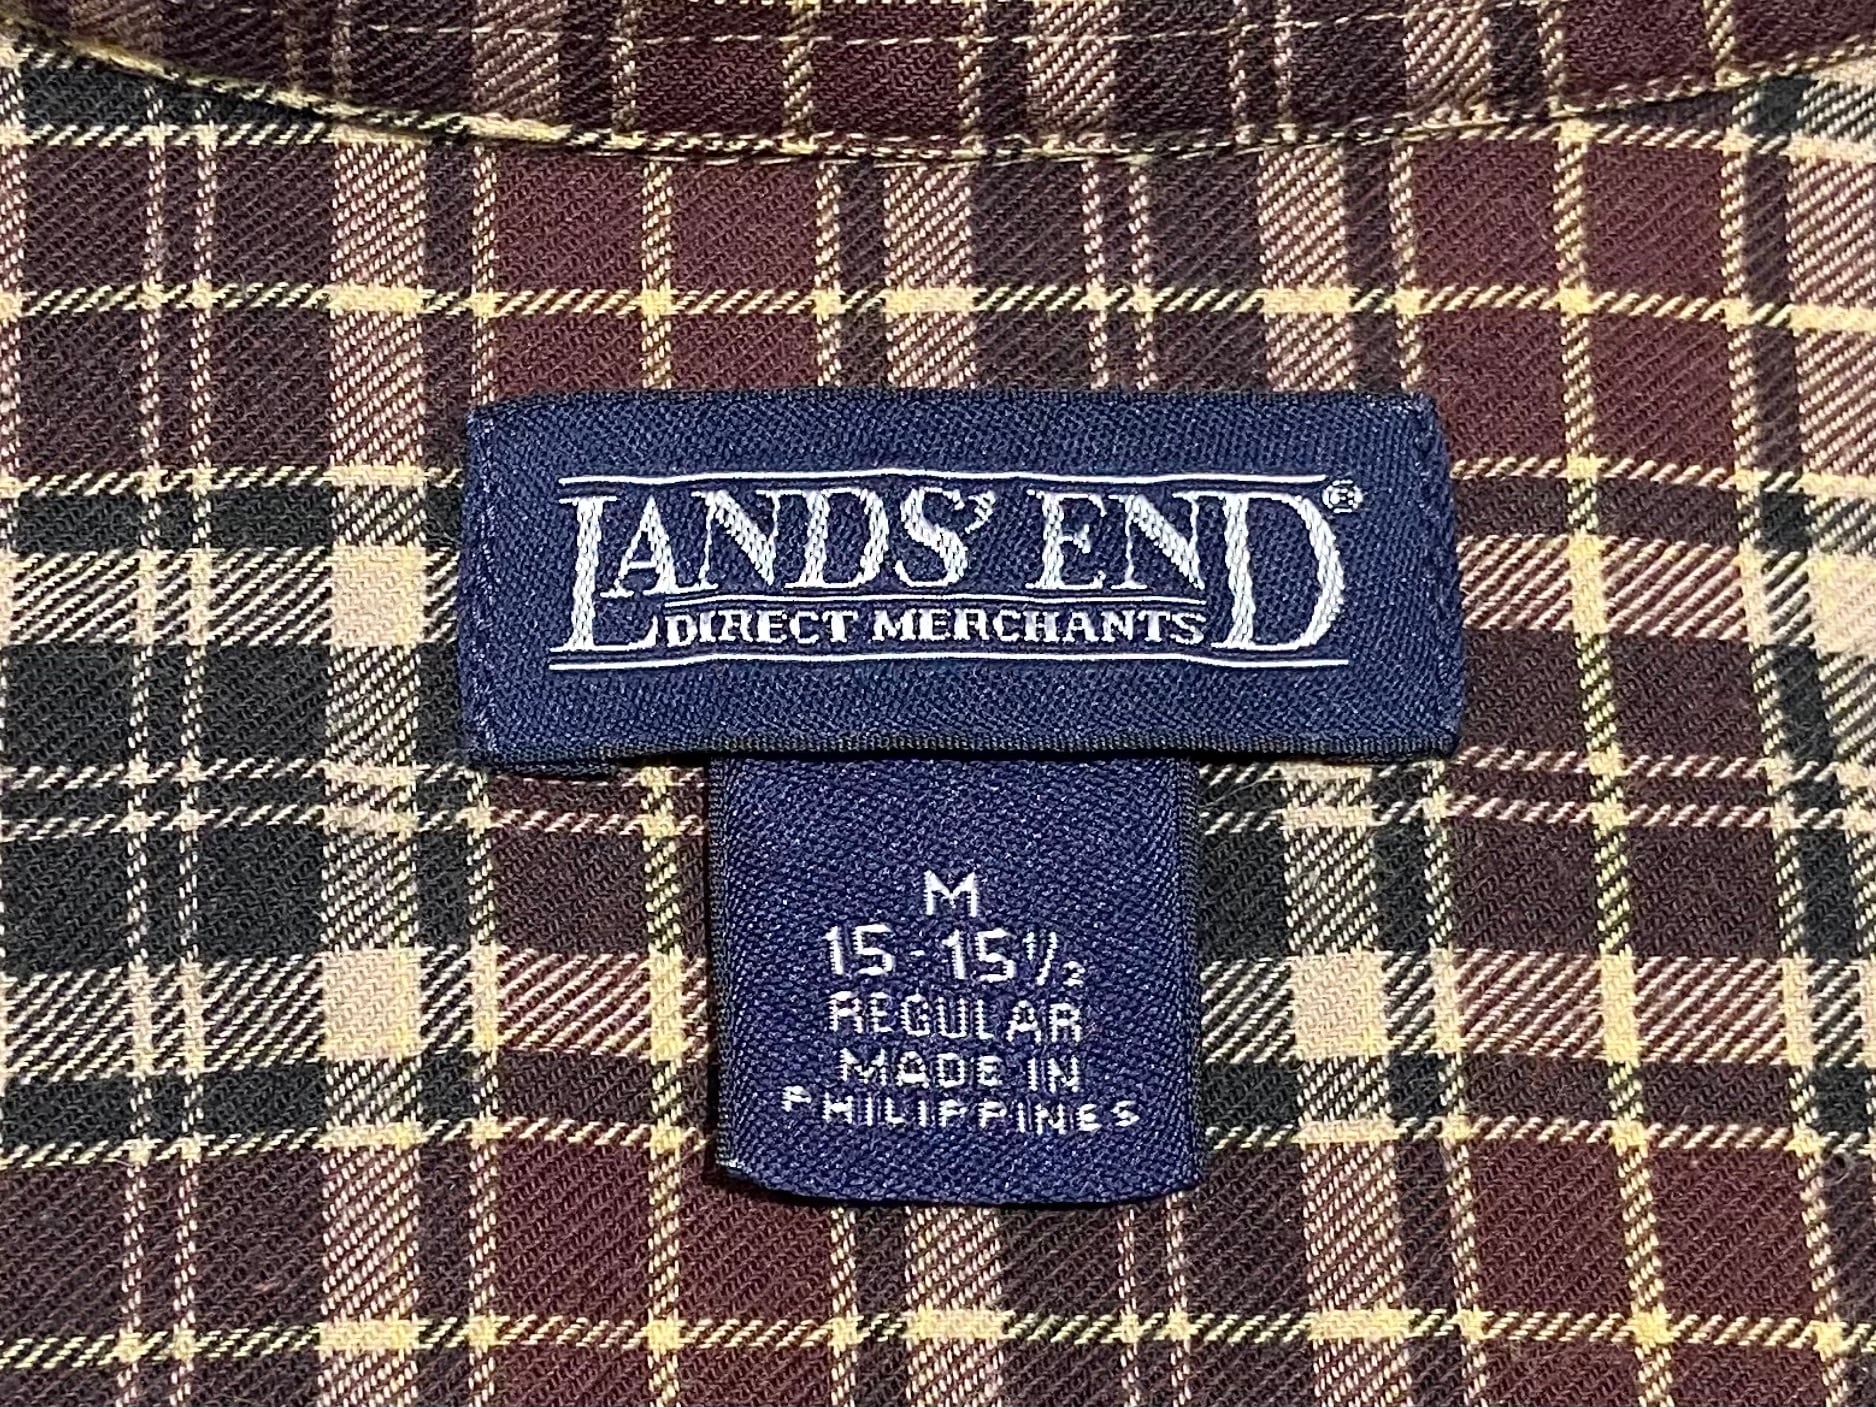 LANDS' END®
DIRECT MERCHANTS
M
15-15½
REGULAR
MADE IN
PHILIPPINES